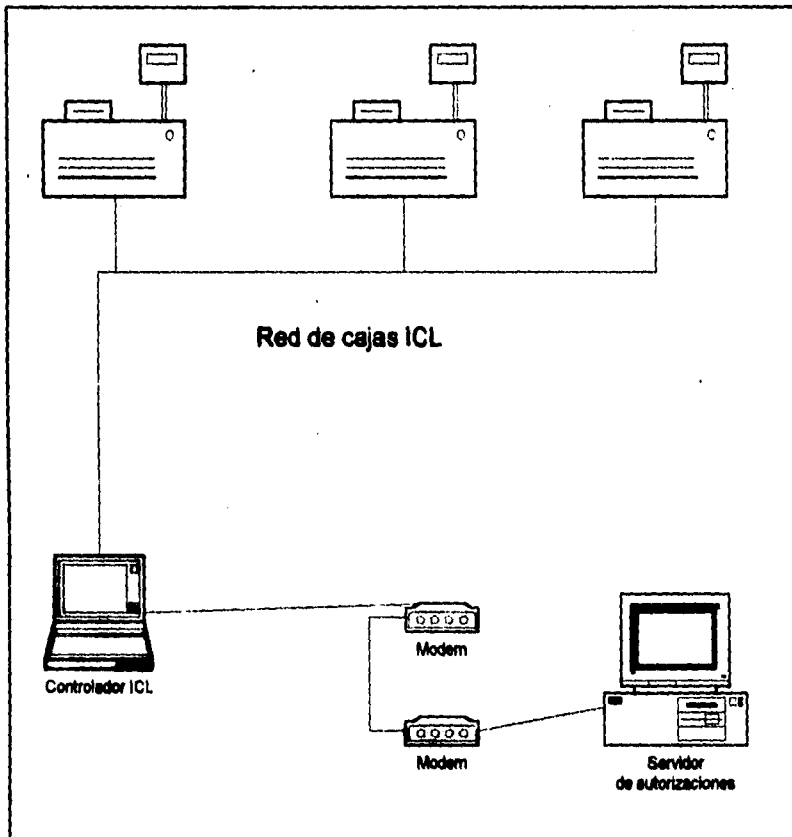 Red de cajas ICL
Controlador ICL
Modem
Modem
Servidor
de autorizaciones